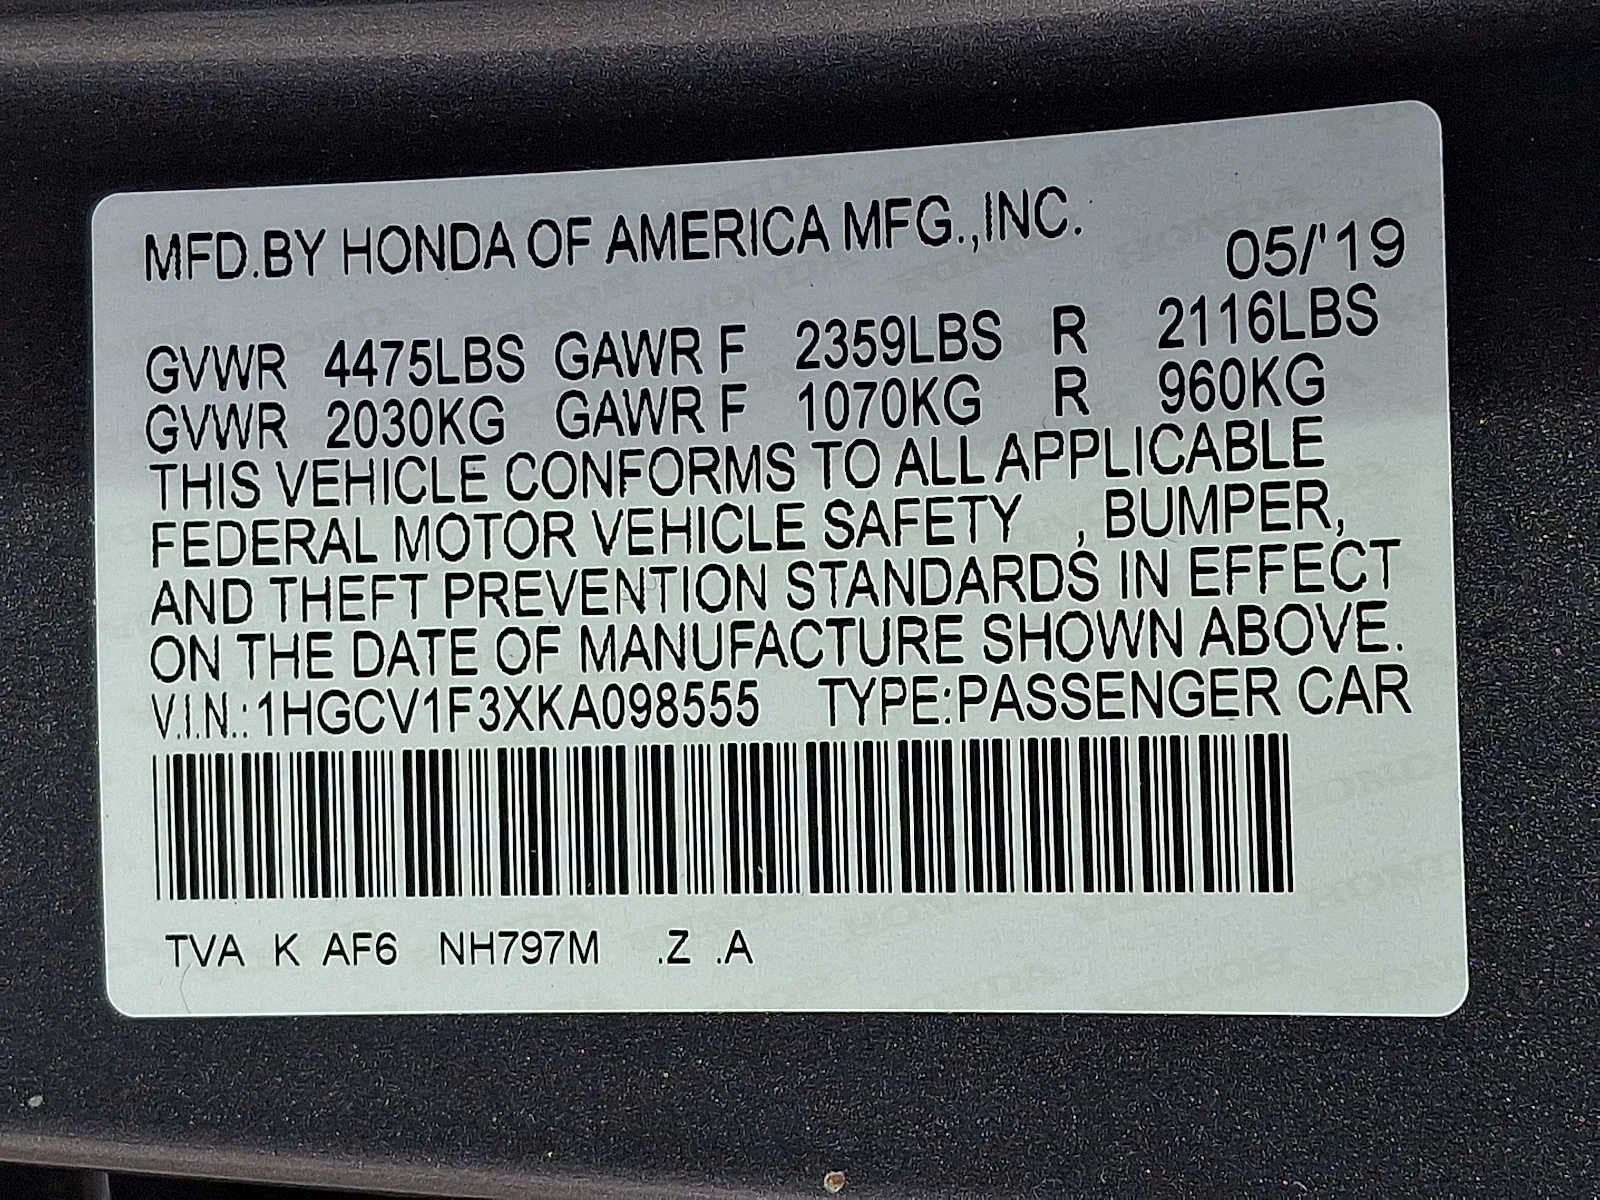 MFD.BY HONDA OF AMERICA MFG.,INC.
05/'19
GVWR 4475LBS GAWR F 2359LBS R 2116LBS
GVWR 2030KG GAWR F 1070KG R 960KG
THIS VEHICLE CONFORMS TO ALL APPLICABLE
FEDERAL MOTOR VEHICLE SAFETY , BUMPER,
AND THEFT PREVENTION STANDARDS IN EFFECT
ON THE DATE OF MANUFACTURE SHOWN ABOVE.
V.I.N.:1HGCV1F3XKA098555 TYPE:PASSENGER CAR
TVA K AF6 NH797M .Z .A